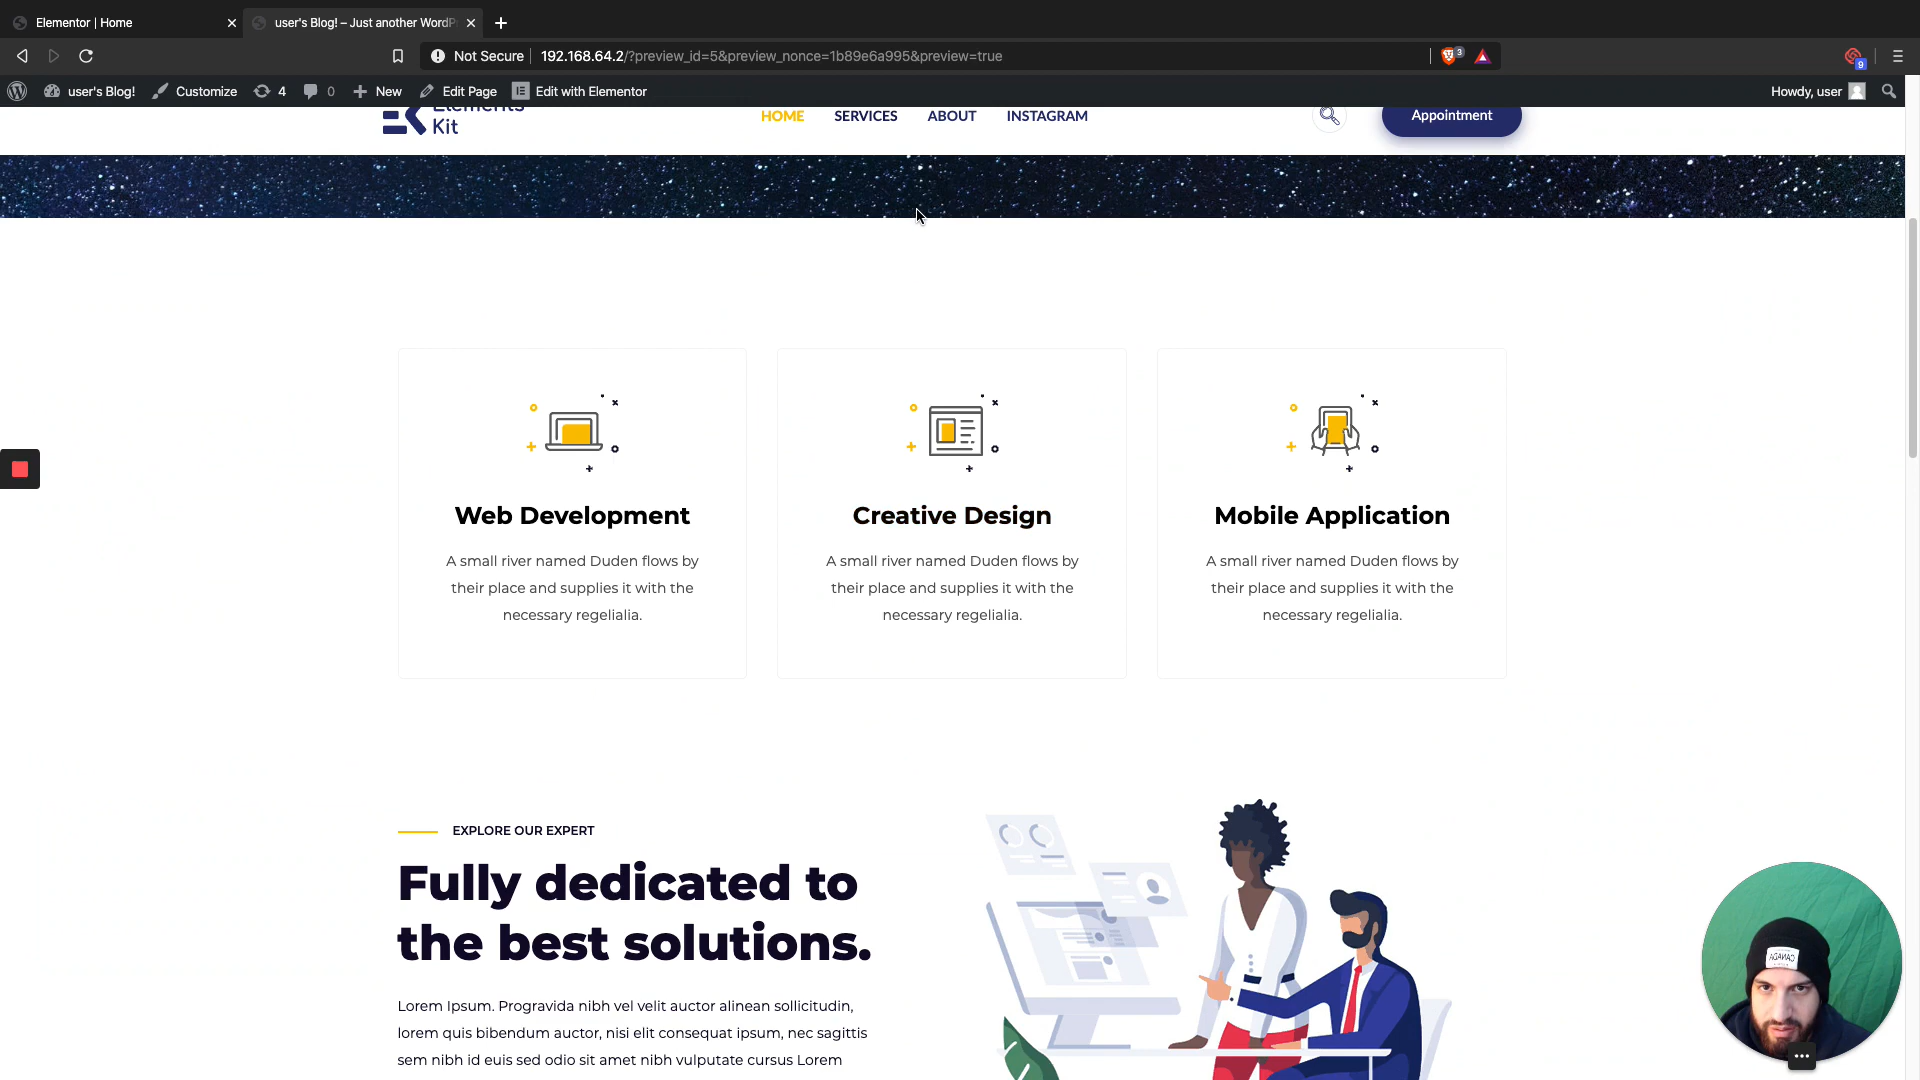 Elementor | Home
user's Blog! – Just another WordP
Not Secure
192.168.64.2/?preview_id=5&preview_nonce=1b89e6a995&preview=true
3
9
user's Blog!
Customize
4
0
New
Edit Page
Edit with Elementor
Howdy, user
Elements
Kit
HOME
SERVICES
ABOUT
INSTAGRAM
Appointment
Web Development
A small river named Duden flows by
their place and supplies it with the
necessary regelialia.
Creative Design
A small river named Duden flows by
their place and supplies it with the
necessary regelialia.
Mobile Application
A small river named Duden flows by
their place and supplies it with the
necessary regelialia.
EXPLORE OUR EXPERT
Fully dedicated to
the best solutions.
Lorem Ipsum. Progravida nibh vel velit auctor alinean sollicitudin,
lorem quis bibendum auctor, nisi elit consequat ipsum, nec sagittis
sem nibh id euis sed odio sit amet nibh vulputate cursus Lorem
CANADA